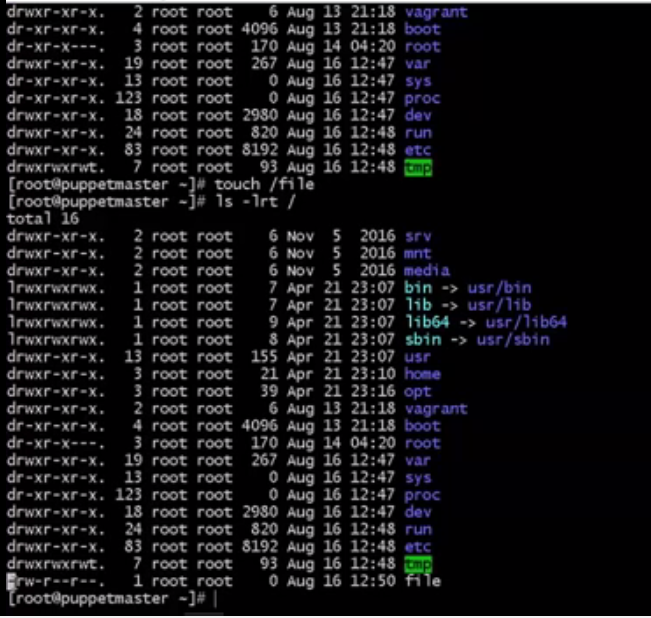 drwxr-xr-x. 2 root root 6 Aug 13 21:18 vagrant
dr-xr-xr-x. 4 root root 4096 Aug 13 21:18 boot
dr-xr-x---. 3 root root 170 Aug 14 04:20 root
drwxr-xr-x. 19 root root 267 Aug 16 12:47 var
dr-xr-xr-x. 13 root root 0 Aug 16 12:47 sys
dr-xr-xr-x. 123 root root 0 Aug 16 12:47 proc
drwxr-xr-x. 18 root root 2980 Aug 16 12:47 dev
drwxr-xr-x. 24 root root 820 Aug 16 12:48 run
drwxr-xr-x. 83 root root 8192 Aug 16 12:48 etc
drwxrwxrwt. 7 root root 93 Aug 16 12:48 tmp
[root@puppetmaster ~]# touch /file
[root@puppetmaster ~]# ls -lrt /
total 16
drwxr-xr-x. 2 root root 6 Nov 5 2016 srv
drwxr-xr-x. 2 root root 6 Nov 5 2016 mnt
drwxr-xr-x. 2 root root 6 Nov 5 2016 media
lrwxrwxrwx. 1 root root 7 Apr 21 23:07 bin -> usr/bin
lrwxrwxrwx. 1 root root 7 Apr 21 23:07 lib -> usr/lib
lrwxrwxrwx. 1 root root 9 Apr 21 23:07 lib64 -> usr/lib64
lrwxrwxrwx. 1 root root 8 Apr 21 23:07 sbin -> usr/sbin
drwxr-xr-x. 13 root root 155 Apr 21 23:07 usr
drwxr-xr-x. 3 root root 21 Apr 21 23:10 home
drwxr-xr-x. 3 root root 39 Apr 21 23:16 opt
drwxr-xr-x. 2 root root 6 Aug 13 21:18 vagrant
dr-xr-xr-x. 4 root root 4096 Aug 13 21:18 boot
dr-xr-x---. 3 root root 170 Aug 14 04:20 root
drwxr-xr-x. 19 root root 267 Aug 16 12:47 var
dr-xr-xr-x. 13 root root 0 Aug 16 12:47 sys
dr-xr-xr-x. 123 root root 0 Aug 16 12:47 proc
drwxr-xr-x. 18 root root 2980 Aug 16 12:47 dev
drwxr-xr-x. 24 root root 820 Aug 16 12:48 run
drwxr-xr-x. 83 root root 8192 Aug 16 12:48 etc
drwxrwxrwt. 7 root root 93 Aug 16 12:48 tmp
-rw-r--r--. 1 root root 0 Aug 16 12:50 file
[root@puppetmaster ~]#